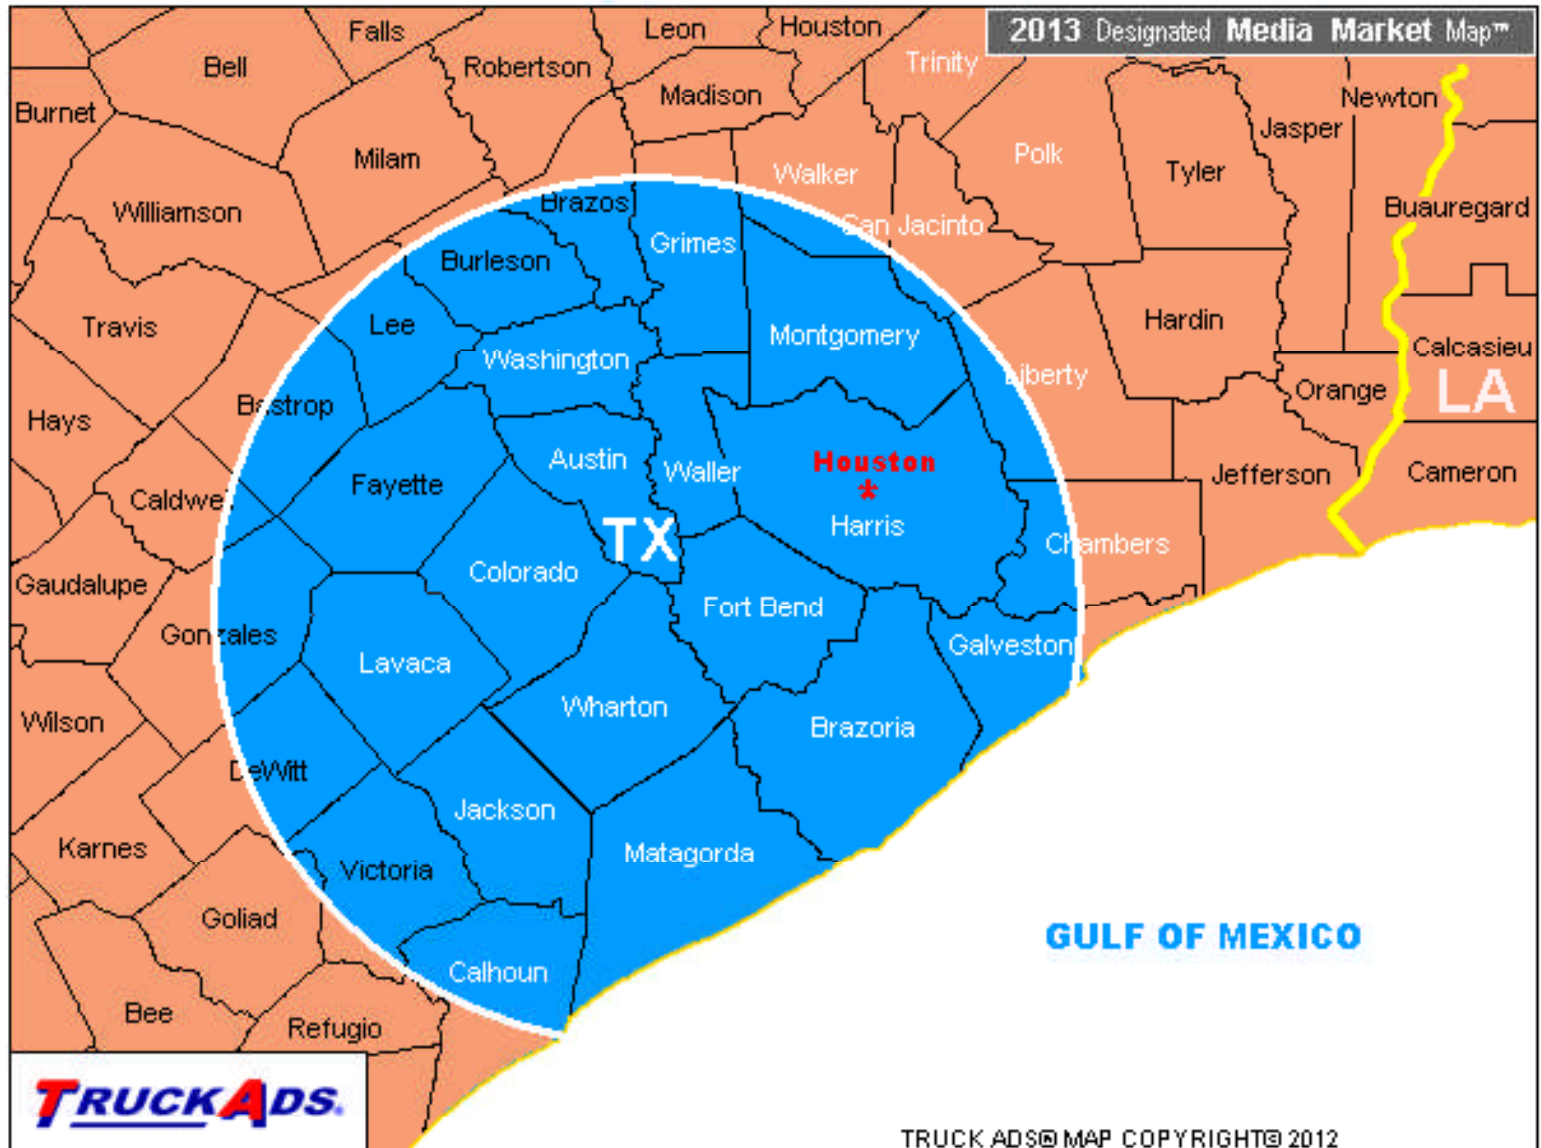 2013 Designated Media Market Map™
Falls
Leon
Houston
Bell
Robertson
Trinity
Madison
Newton
Burnet
Jasper
Milam
Walker
Polk
Tyler
Williamson
Brazos
Buauregard
San Jacinto
Grimes
Burleson
Travis
Lee
Montgomery
Hardin
Washington
Calcasieu
Liberty
Orange
LA
Bastrop
Hays
Austin
Waller
Houston
*
Jefferson
Cameron
Fayette
Caldwe
Harris
TX
Chambers
Colorado
Gaudalupe
Fort Bend
Gonzales
Galveston
Lavaca
Wharton
Wilson
Brazoria
DeWitt
Jackson
Karnes
Matagorda
Victoria
Goliad
GULF OF MEXICO
Calhoun
Bee
Refugio
TRUCKADS.
TRUCK ADS® MAP COPYRIGHT© 2012